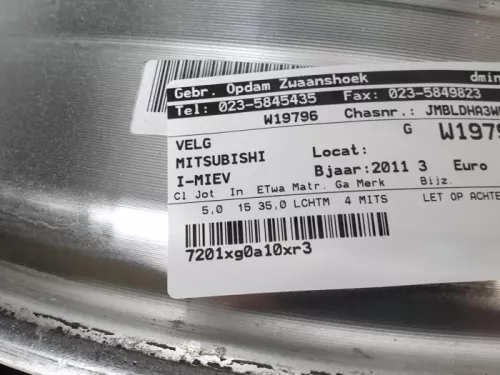 Gebr. Opdam Zwaanshoek dmin
Tel: 023-5845435 Fax: 023-5849823
W19796 Chasnr.: JMBLDHA3W
VELG G W1979
MITSUBISHI Locat:
I-MIEV Bjaar:2011 3 Euro
Cl Jot In ETwa Matr. Ga Merk Bijz.
5,0 15 35,0 LCHTM 4 MITS LET OP ACHTE
7201xg0a10xr3